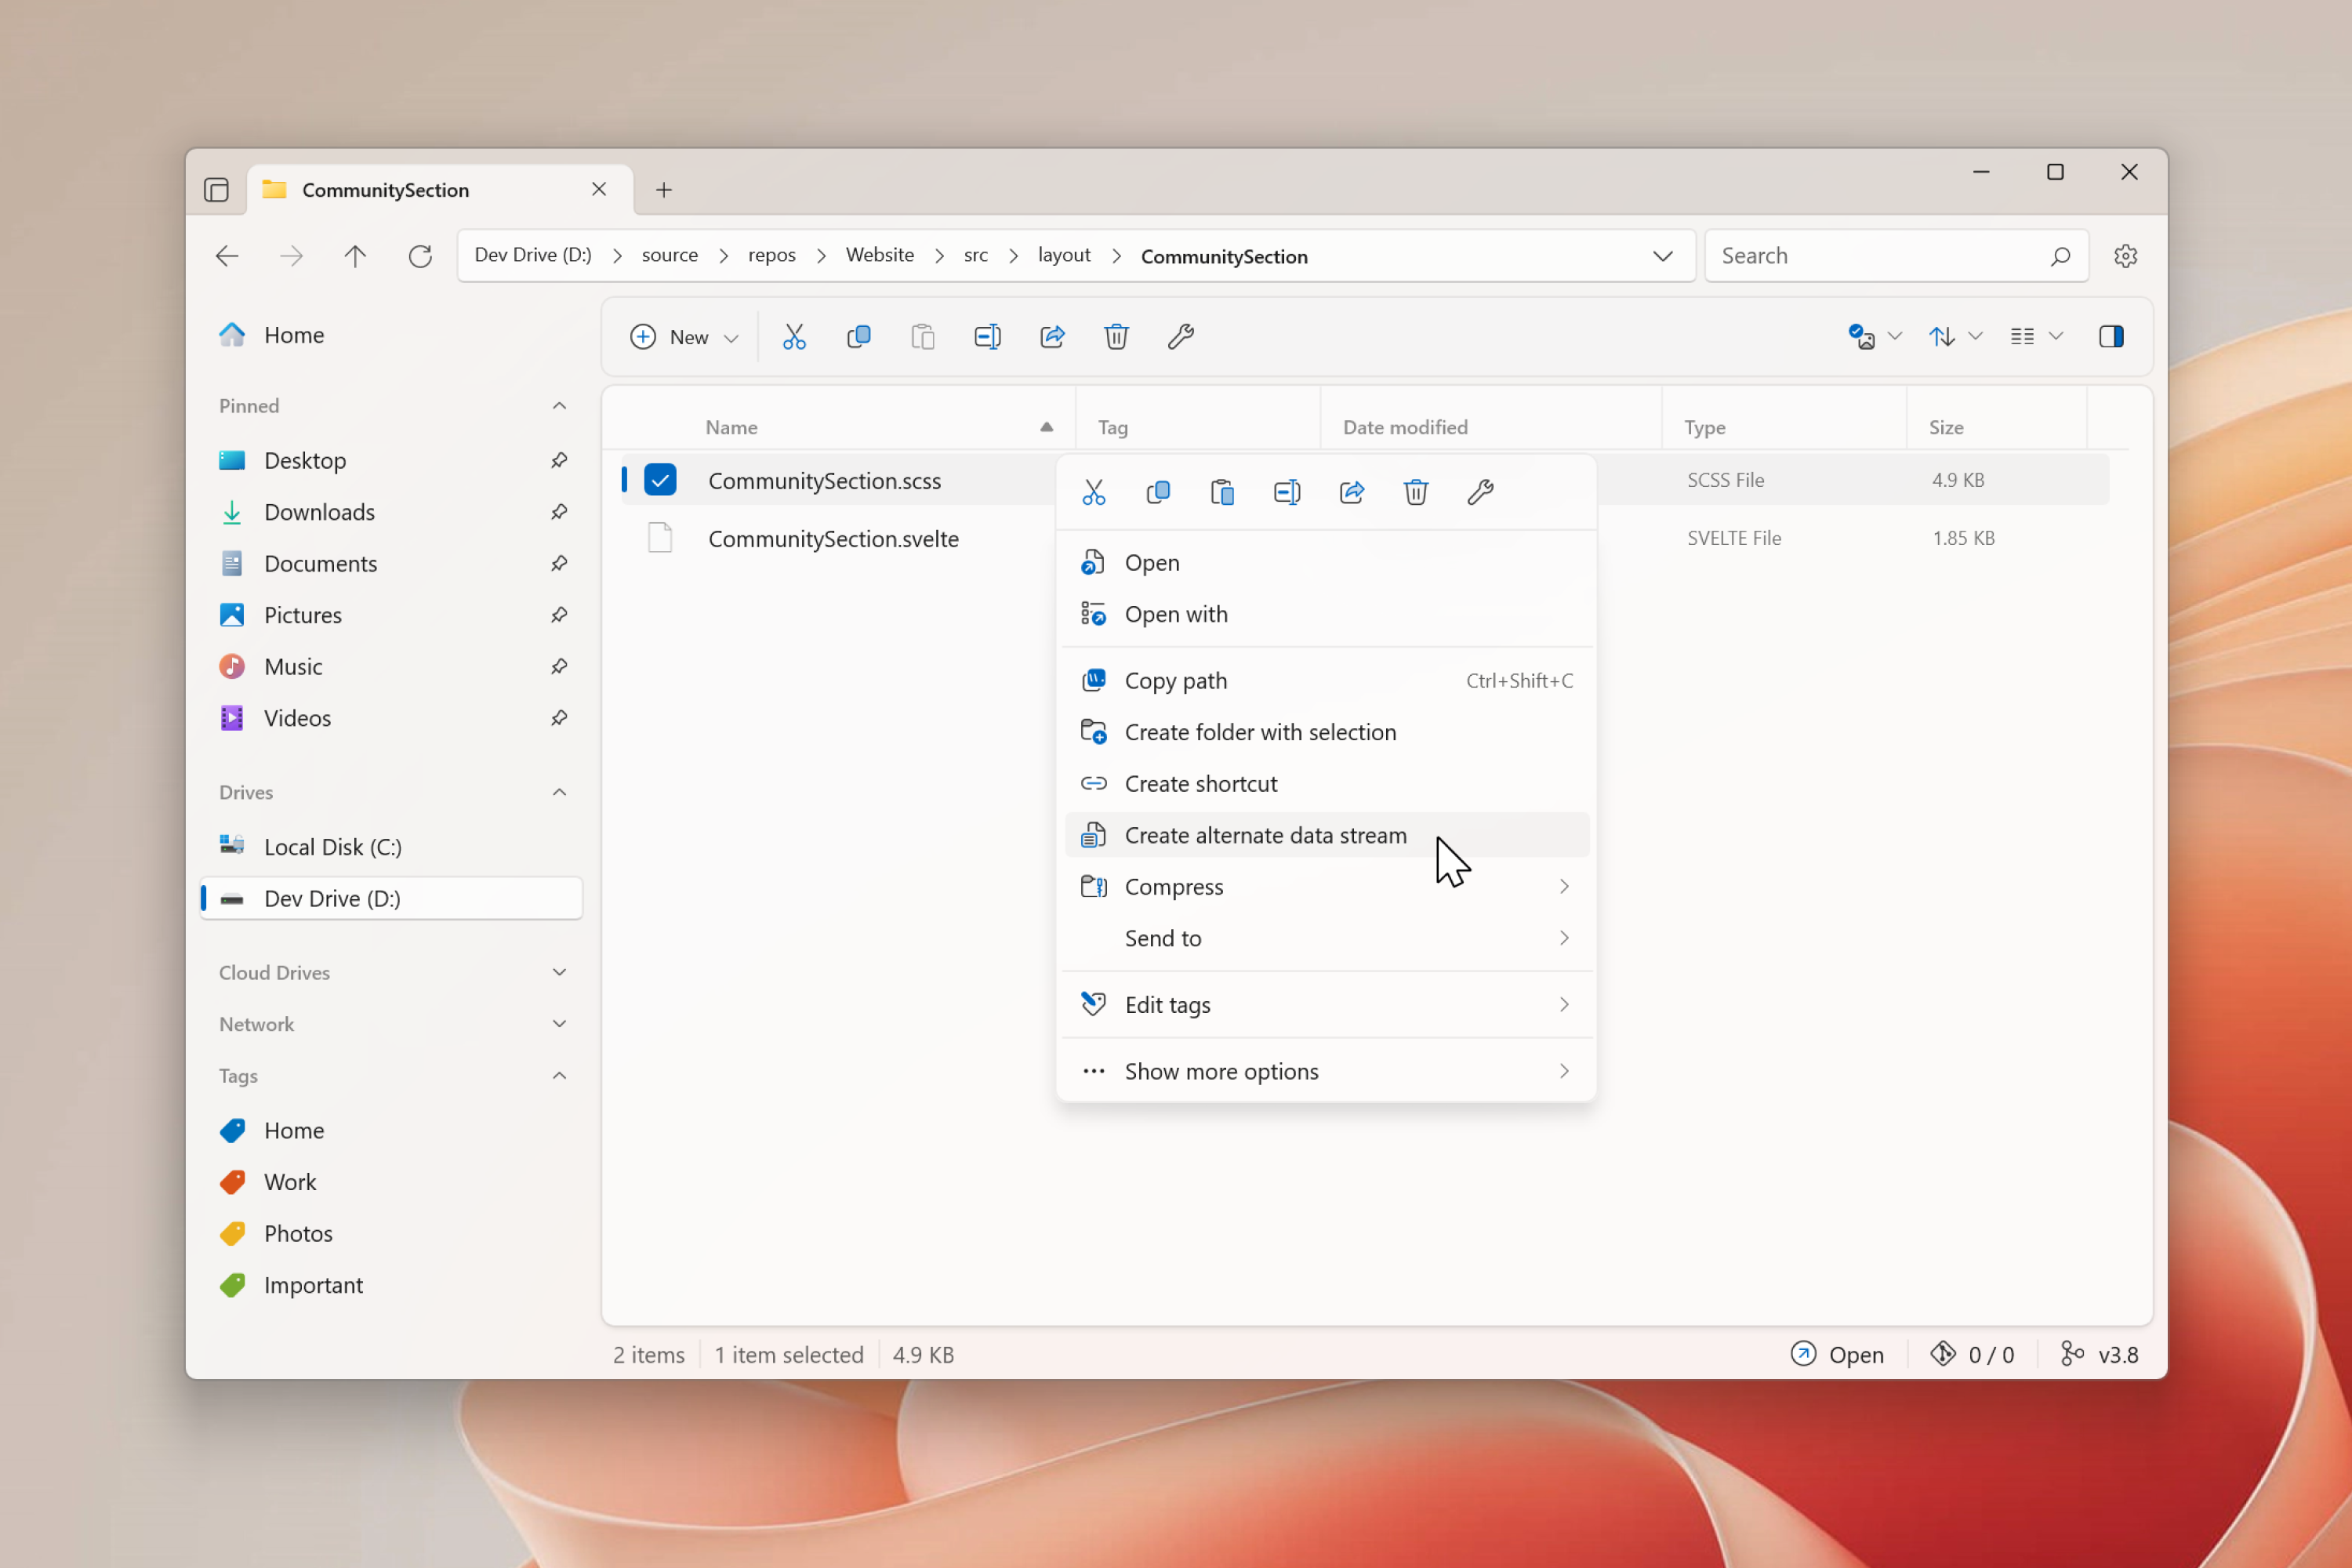 CommunitySection
Dev Drive (D:) source repos Website src layout CommunitySection
Search
Home
Pinned
Desktop
Downloads
Documents
Pictures
Music
Videos
Drives
Local Disk (C:)
Dev Drive (D:)
Cloud Drives
Network
Tags
Home
Work
Photos
Important
New
Name Tag Date modified Type Size
CommunitySection.scss SCSS File 4.9 KB
CommunitySection.svelte SVELTE File 1.85 KB
Open
Open with
Copy path Ctrl+Shift+C
Create folder with selection
Create shortcut
Create alternate data stream
Compress
Send to
Edit tags
Show more options
2 items 1 item selected 4.9 KB Open 0 / 0 v3.8